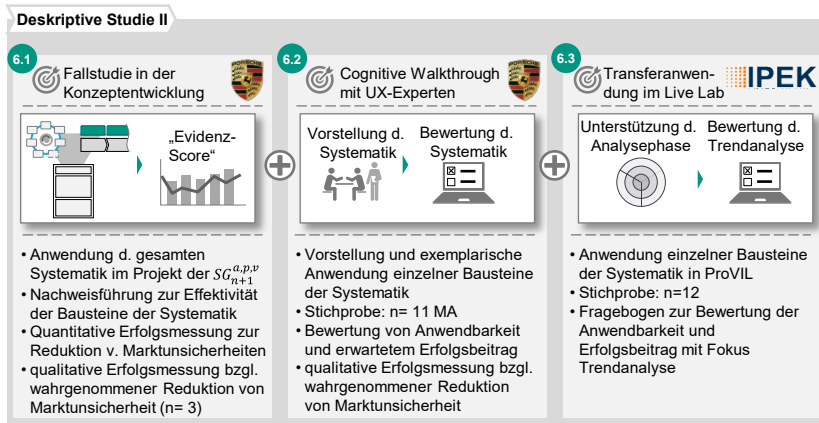 Deskriptive Studie II
6.1
Fallstudie in der
Konzeptentwicklung
PORSCHE
„Evidenz-
Score“
• Anwendung d. gesamten
Systematik im Projekt der SG_{n+1}^{a,p,v}
• Nachweisführung zur Effektivität
der Bausteine der Systematik
• Quantitative Erfolgsmessung zur
Reduktion v. Marktunsicherheiten
• qualitative Erfolgsmessung bzgl.
wahrgenommener Reduktion von
Marktunsicherheit (n= 3)
6.2
Cognitive Walkthrough
mit UX-Experten
PORSCHE
Vorstellung d.
Systematik
Bewertung d.
Systematik
• Vorstellung und exemplarische
Anwendung einzelner Bausteine
der Systematik
• Stichprobe: n= 11 MA
• Bewertung von Anwendbarkeit
und erwartetem Erfolgsbeitrag
• qualitative Erfolgsmessung bzgl.
wahrgenommener Reduktion
von Marktunsicherheit
6.3
Transferanwen-
dung im Live Lab
IPEK
Unterstützung d.
Analysephase
Bewertung d.
Trendanalyse
• Anwendung einzelner Bausteine
der Systematik in ProVIL
• Stichprobe: n=12
• Fragebogen zur Bewertung der
Anwendbarkeit und
Erfolgsbeitrag mit Fokus
Trendanalyse